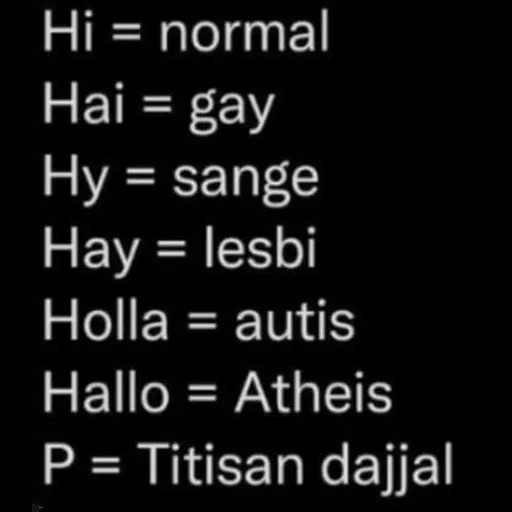 Hi = normal
Hai = gay
Hy = sange
Hay = lesbi
Holla = autis
Hallo = Atheis
P = Titisan dajjal